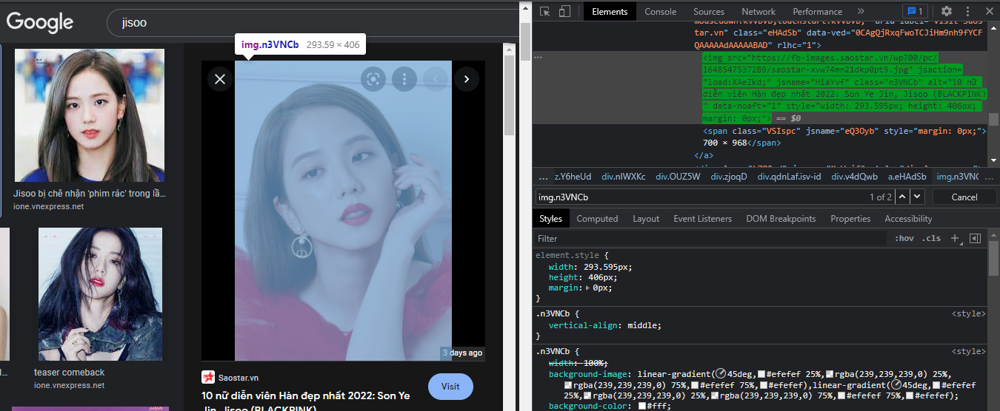 Google
jisoo
img.n3VNCb 293.59 × 406
Jisoo bị chê nhận 'phim rác' trong lầ...
ione.vnexpress.net
teaser comeback
ione.vnexpress.net
3 days ago
Saostar.vn
10 nữ diễn viên Hàn đẹp nhất 2022: Son Ye
Jin, Jisoo (BLACKPINK)
Visit
Elements Console Sources Network Performance 1
mousedown:kvVbVb;touchstart:kvVbVb;" aria-label="Visit Saos
tar.vn" class="eHAdSb" data-ved="0CAgQjRxqFwoTCJiHm9nh9fYCF
QAAAAAdAAAAABAD" rlhc="1">
<img src="https://fb-images.saostar.vn/wp700/pc/
1648547537289/saostar-xvw74mn21dkp0pt9.jpg" jsaction=
"load:XAeZkd;" jsname="HiaYvf" class="n3VNCb" alt="10 nữ
diễn viên Hàn đẹp nhất 2022: Son Ye Jin, Jisoo (BLACKPINK)
" data-noaft="1" style="width: 293.595px; height: 406px;
margin: 0px;"> == $0
<span class="VSIspc" jsname="eQ3Oyb" style="margin: 0px;">
700 × 968</span>
</a>
... z.Y6heUd div.nIWXKc div.OUZ5W div.zjoqD div.qdnLaf.isv-id div.v4dQwb a.eHAdSb img.n3VNC ...
img.n3VNCb 1 of 2 Cancel
Styles Computed Layout Event Listeners DOM Breakpoints Properties Accessibility
Filter :hov .cls
element.style {
width: 293.595px;
height: 406px;
margin: 0px;
}
.n3VNCb { <style>
vertical-align: middle;
}
.n3VNCb { <style>
width: 100%;
background-image: linear-gradient(45deg,#efefef 25%,rgba(239,239,239,0) 25%,
rgba(239,239,239,0) 75%,#efefef 75%,#efefef),linear-gradient(45deg,#efefef
25%,rgba(239,239,239,0) 25%,rgba(239,239,239,0) 75%,#efefef 75%,#efefef);
background-color: #fff;